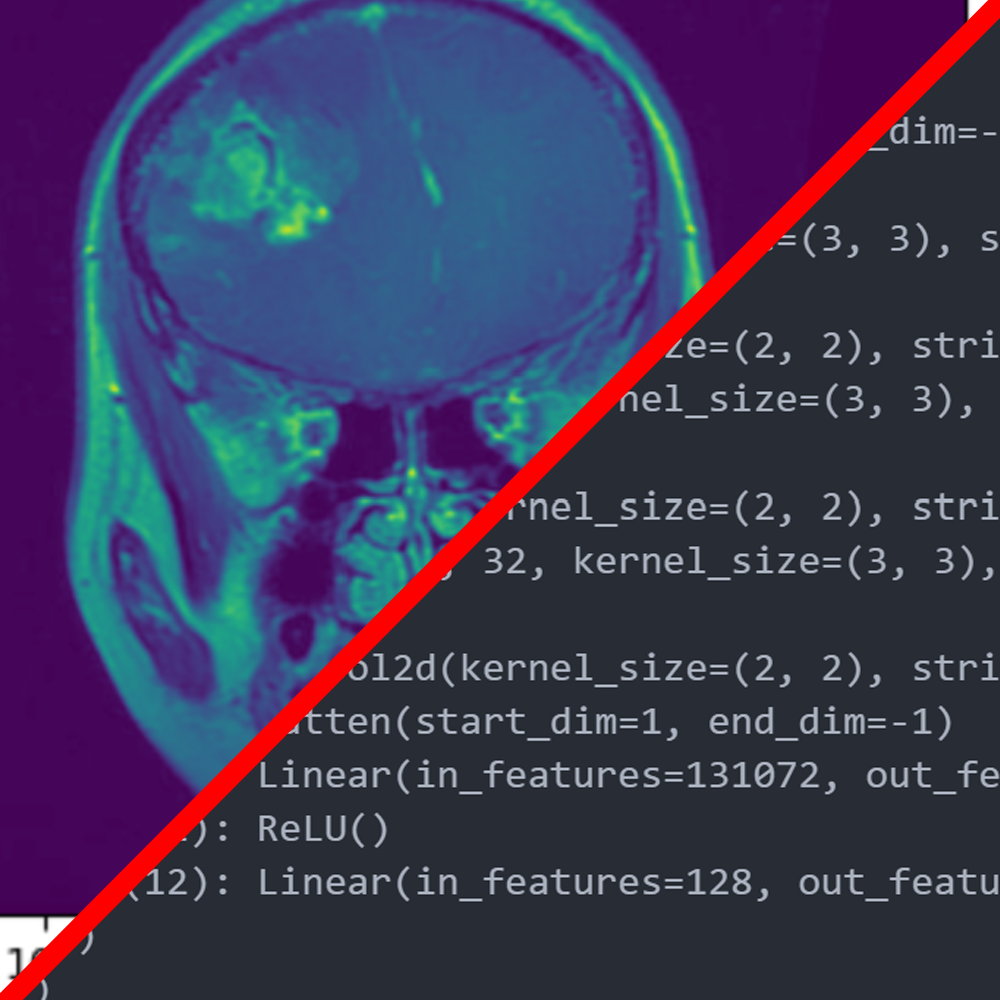 _dim=-
=(3, 3), s
ze=(2, 2), stri
nel_size=(3, 3),
rnel_size=(2, 2), stri
, 32, kernel_size=(3, 3),
ol2d(kernel_size=(2, 2), stri
atten(start_dim=1, end_dim=-1)
Linear(in_features=131072, out_fe
): ReLU()
(12): Linear(in_features=128, out_featu
)
)